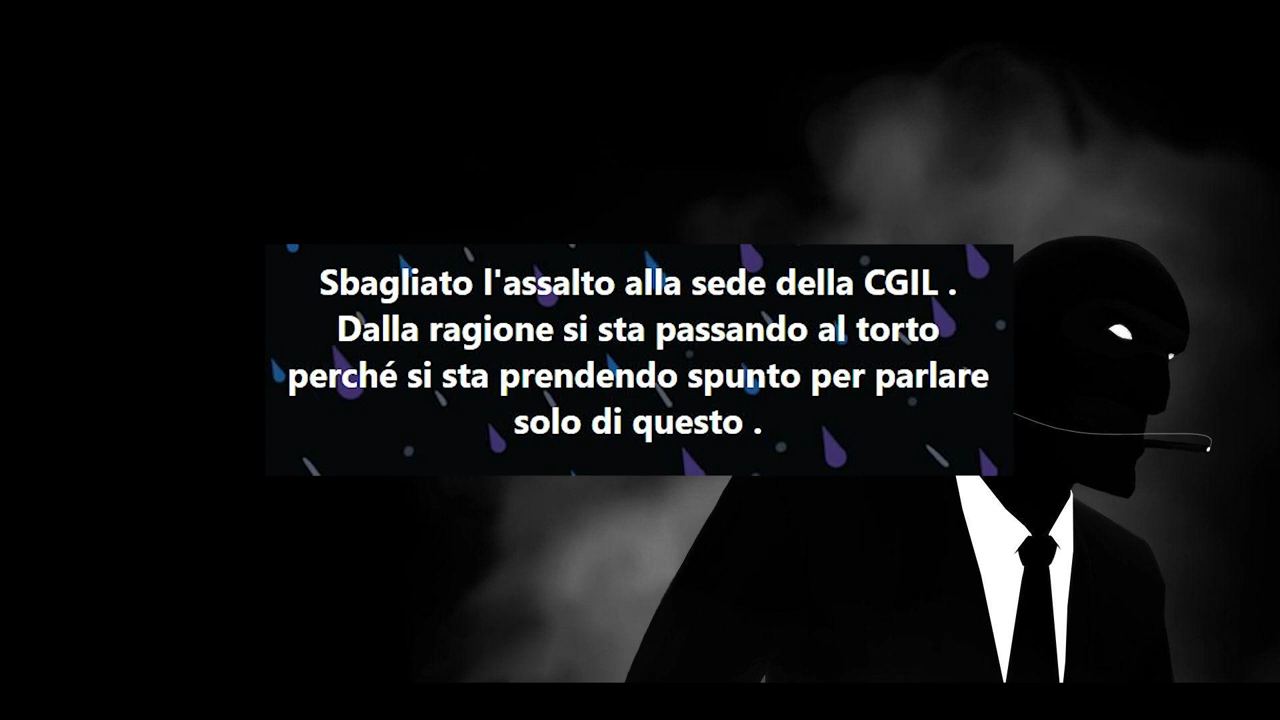 Sbagliato l'assalto alla sede della CGIL .
Dalla ragione si sta passando al torto
perché si sta prendendo spunto per parlare
solo di questo .